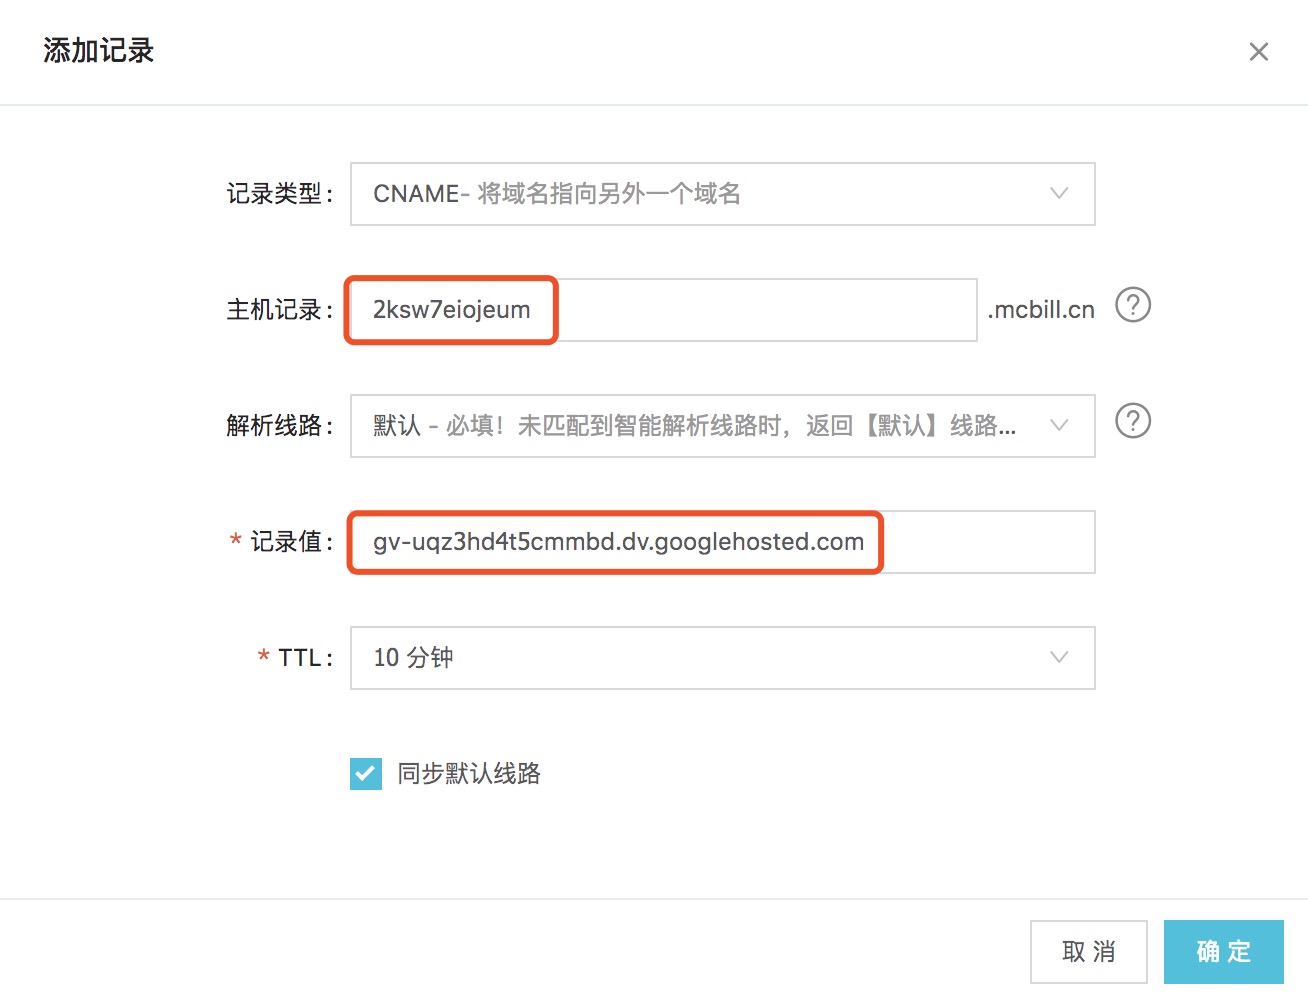 添加记录
记录类型: CNAME- 将域名指向另外一个域名
主机记录: 2ksw7eiojeum .mcbill.cn ?
解析线路: 默认 - 必填！未匹配到智能解析线路时，返回【默认】线路... ?
* 记录值: gv-uqz3hd4t5cmmbd.dv.googlehosted.com
* TTL: 10 分钟
同步默认线路
取 消 确 定